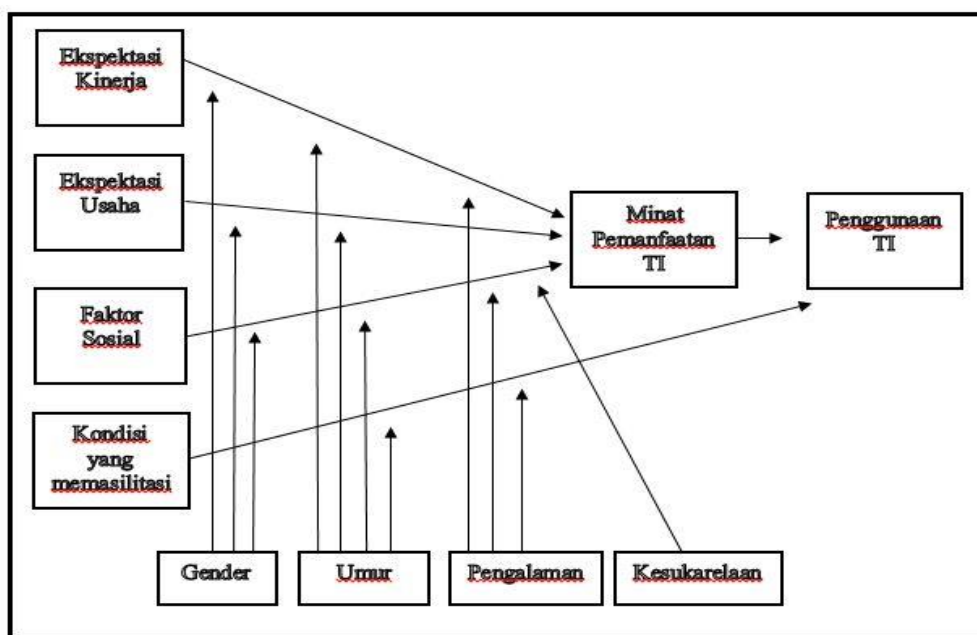 Ekspektasi
Kinerja
Ekspektasi
Usaha
Faktor
Sosial
Kondisi
yang
memasilitasi
Minat
Pemanfaatan
TI
Penggunaan
TI
Gender
Umur
Pengalaman
Kesukarelaan